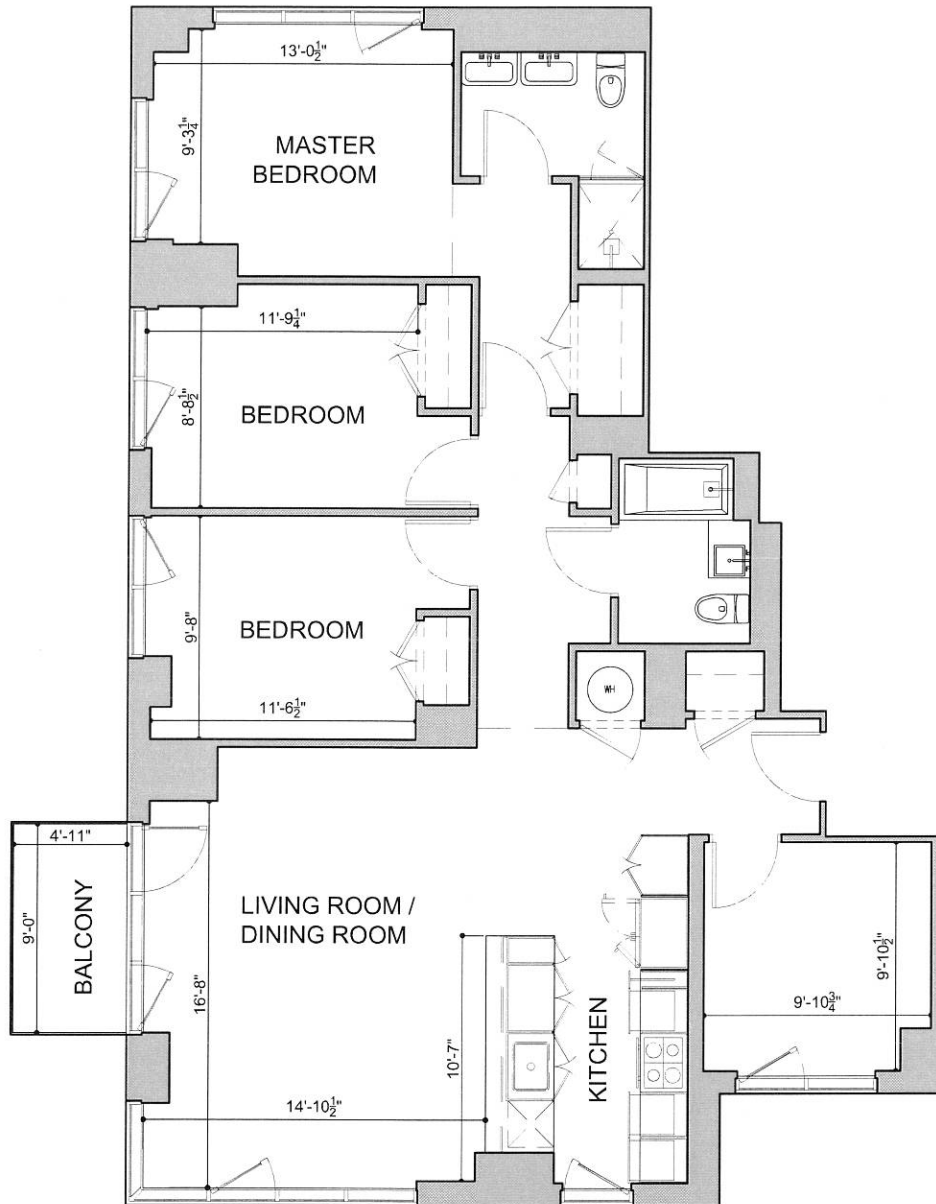 13'-0½"
9'-3¼"
MASTER
BEDROOM
11'-9¼"
8'-8½"
BEDROOM
9'-8"
BEDROOM
11'-6½"
WH
4'-11"
9'-0"
BALCONY
LIVING ROOM /
DINING ROOM
16'-8"
10'-7"
14'-10½"
KITCHEN
9'-10½"
9'-10¾"